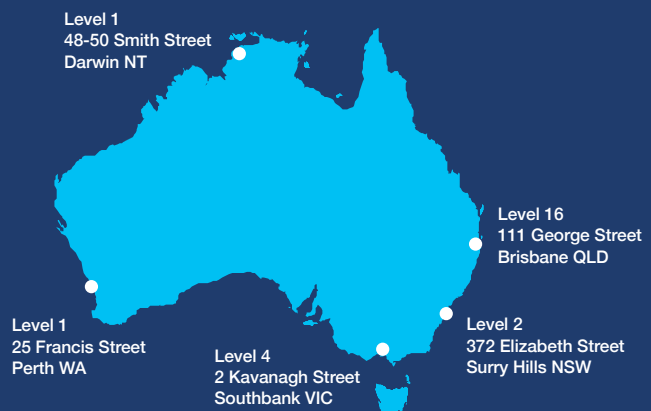 Level 1
48-50 Smith Street
Darwin NT
Level 16
111 George Street
Brisbane QLD
Level 1
25 Francis Street
Perth WA
Level 2
372 Elizabeth Street
Surry Hills NSW
Level 4
2 Kavanagh Street
Southbank VIC